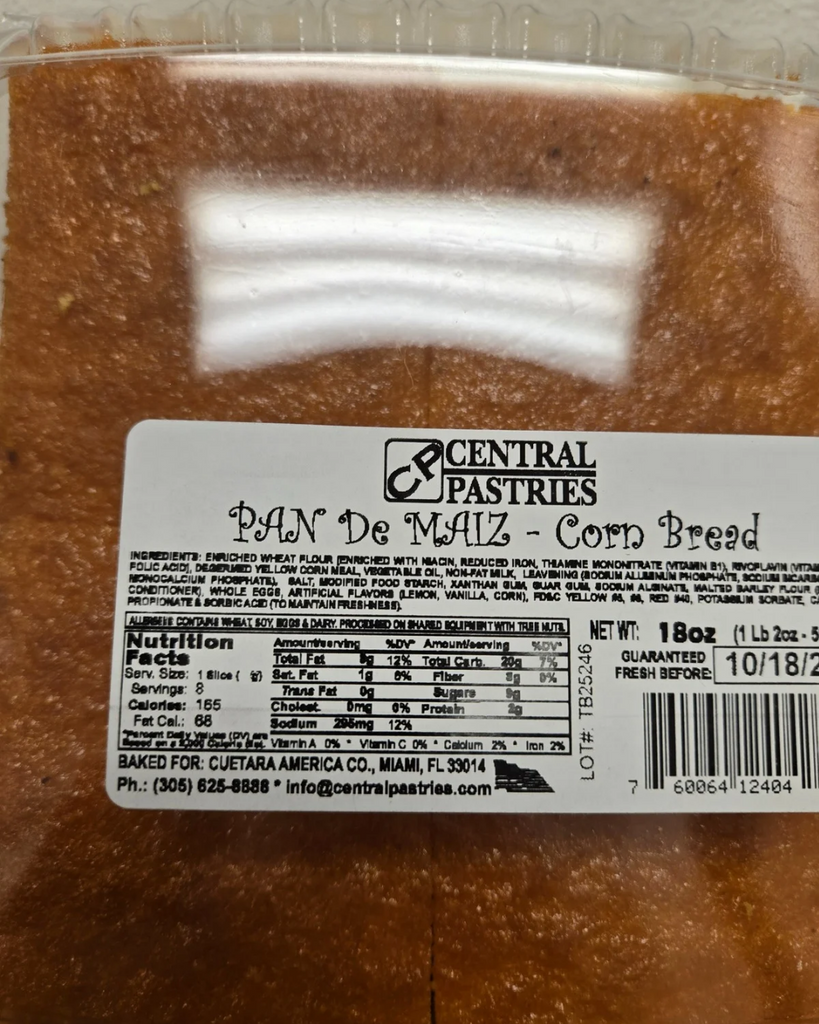 CP CENTRAL
PASTRIES
PAN De MAIZ - Corn Bread
INGREDIENTS: ENRICHED WHEAT FLOUR [ENRICHED WITH NIACIN, REDUCED IRON, THIAMINE MONONITRATE (VITAMIN B1), RIVOFLAVIN (VITAM
FOLIC ACID], DEGERMED YELLOW CORN MEAL, VEGETABLE OIL, NON-FAT MILK, LEAVENING (SODIUM ALUMINUM PHOSPHATE, SODIUM BICARB
MONOCALCIUM PHOSPHATE), SALT, MODIFIED FOOD STARCH, XANTHAN GUM, GUAR GUM, SODIUM ALGINATE, MALTED BARLEY FLOUR (
CONDITIONER), WHOLE EGGS, ARTIFICIAL FLAVORS (LEMON, VANILLA, CORN), FD&C YELLOW #5, #6, RED #40, POTASSIUM SORBATE, CA
PROPIONATE & SORBIC ACID (TO MAINTAIN FRESHNESS).
ALLERGENS: CONTAINS WHEAT, SOY, EGGS & DAIRY. PROCESSED ON SHARED EQUIPMENT WITH TREE NUTS.
Nutrition
Facts
Serv. Size: 1 Slice (
Servings: 8
Calories: 165
Fat Cal.: 68
*Percent Daily Values (DV) are
based on a 2,000 Calorie diet.
Amount/serving %DV* Amount/serving %DV*
Total Fat 12% Total Carb. 20g 7%
Sat. Fat 1g 6% Fiber 0%
Trans Fat 0g Sugars
Cholest. 0mg 0% Protein 2g
Sodium 295mg 12%
Vitamin A 0% * Vitamin C 0% * Calcium 2% * Iron 2%
BAKED FOR: CUETARA AMERICA CO., MIAMI, FL 33014
Ph.: (305) 625-8886 * info@centralpastries.com
LOT#: TB25246
NET WT: 18oz (1 Lb 2oz - 5
GUARANTEED
FRESH BEFORE: 10/18/2
7 60064 12404